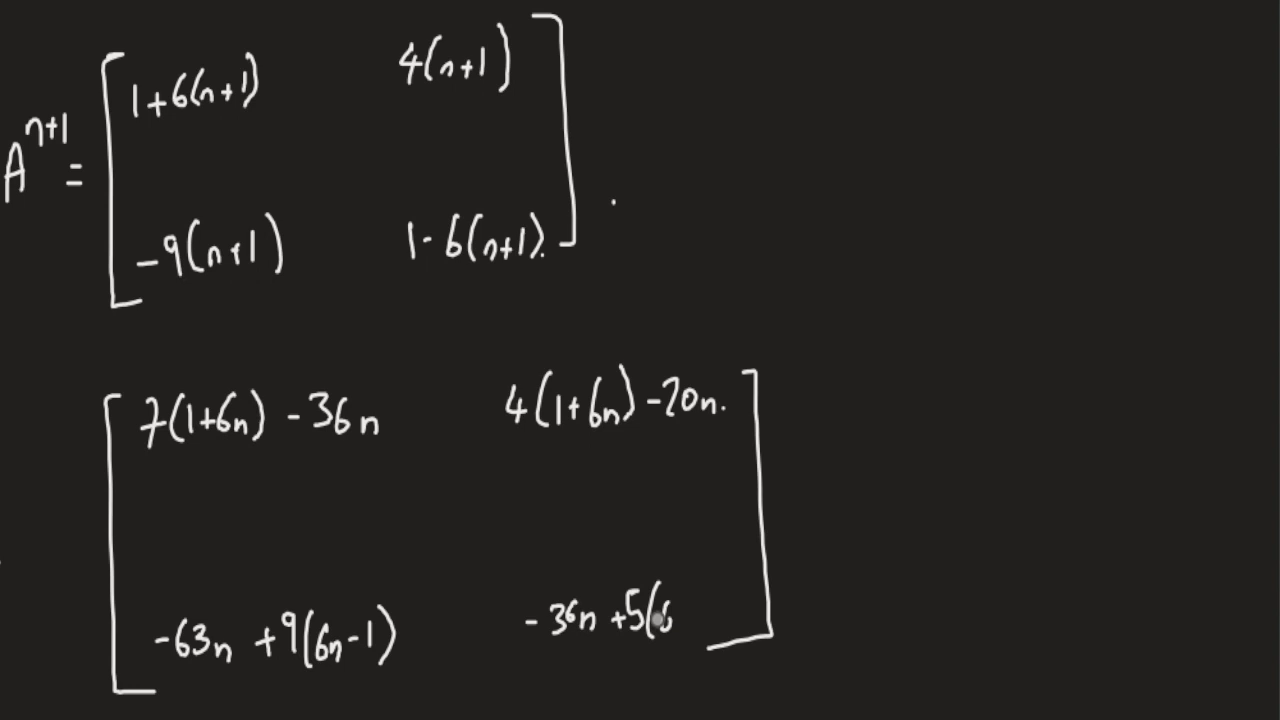 A^{n+1} = [ 1+6(n+1) 4(n+1) ]
[ -9(n+1) 1-6(n+1). ] .
[ 7(1+6n) -36n 4(1+6n) -20n. ]
[ -63n +9(6n-1) -36n +5(6 ]